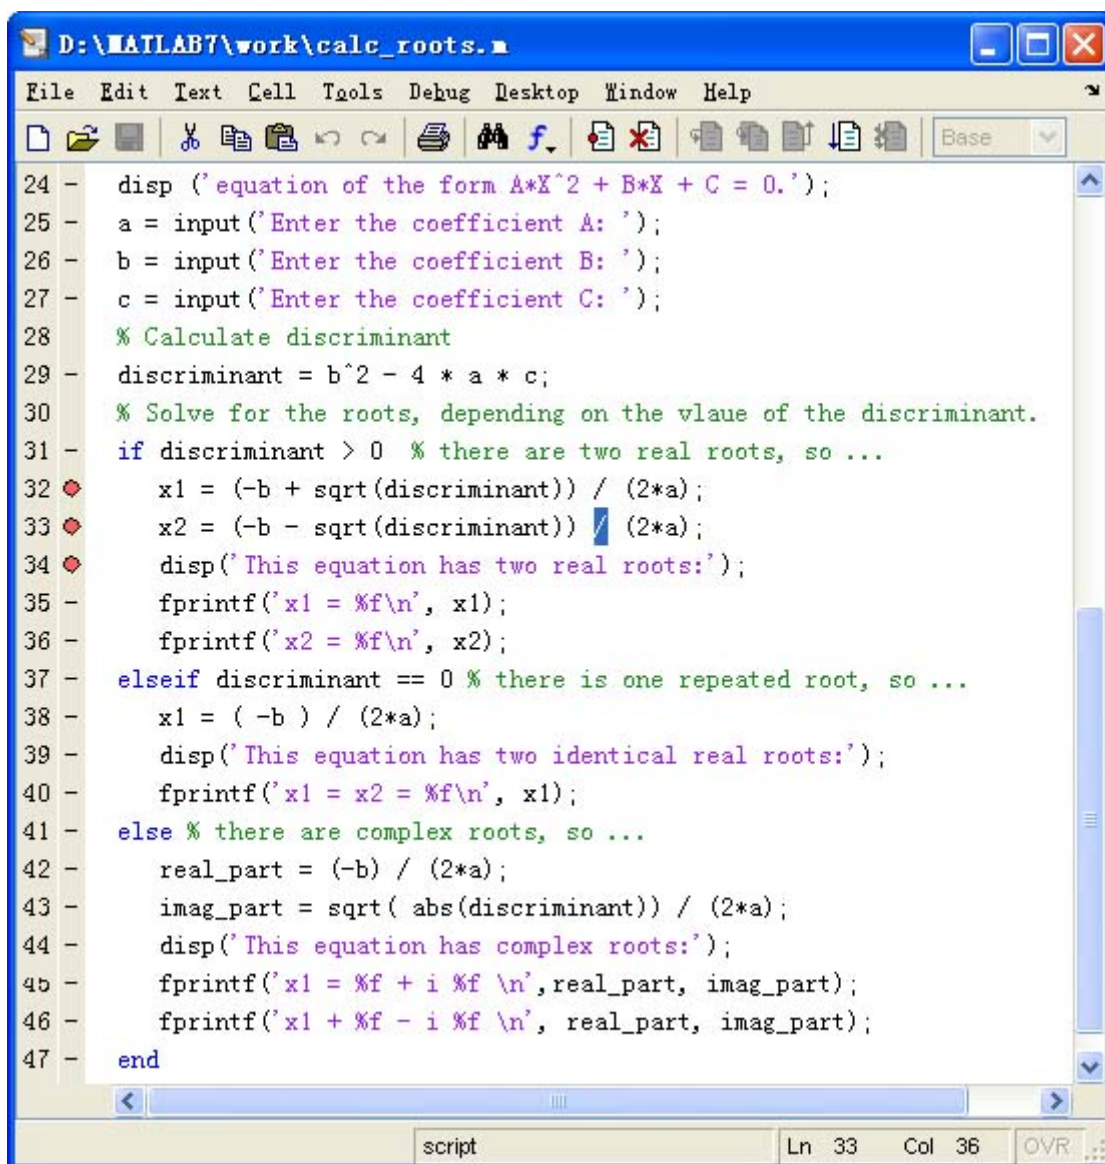 D:\MATLAB7\work\calc_roots.m
File Edit Text Cell Tools Debug Desktop Window Help
Base
24 - disp ('equation of the form A*X^2 + B*X + C = 0.');
25 - a = input('Enter the coefficient A: ');
26 - b = input('Enter the coefficient B: ');
27 - c = input('Enter the coefficient C: ');
28 % Calculate discriminant
29 - discriminant = b^2 - 4 * a * c;
30 % Solve for the roots, depending on the vlaue of the discriminant.
31 - if discriminant > 0 % there are two real roots, so ...
32 x1 = (-b + sqrt(discriminant)) / (2*a);
33 x2 = (-b - sqrt(discriminant)) / (2*a);
34 disp('This equation has two real roots:');
35 - fprintf('x1 = %f\n', x1);
36 - fprintf('x2 = %f\n', x2);
37 - elseif discriminant == 0 % there is one repeated root, so ...
38 - x1 = ( -b ) / (2*a);
39 - disp('This equation has two identical real roots:');
40 - fprintf('x1 = x2 = %f\n', x1);
41 - else % there are complex roots, so ...
42 - real_part = (-b) / (2*a);
43 - imag_part = sqrt( abs(discriminant)) / (2*a);
44 - disp('This equation has complex roots:');
45 - fprintf('x1 = %f + i %f \n',real_part, imag_part);
46 - fprintf('x1 + %f - i %f \n', real_part, imag_part);
47 - end
script Ln 33 Col 36 OVR